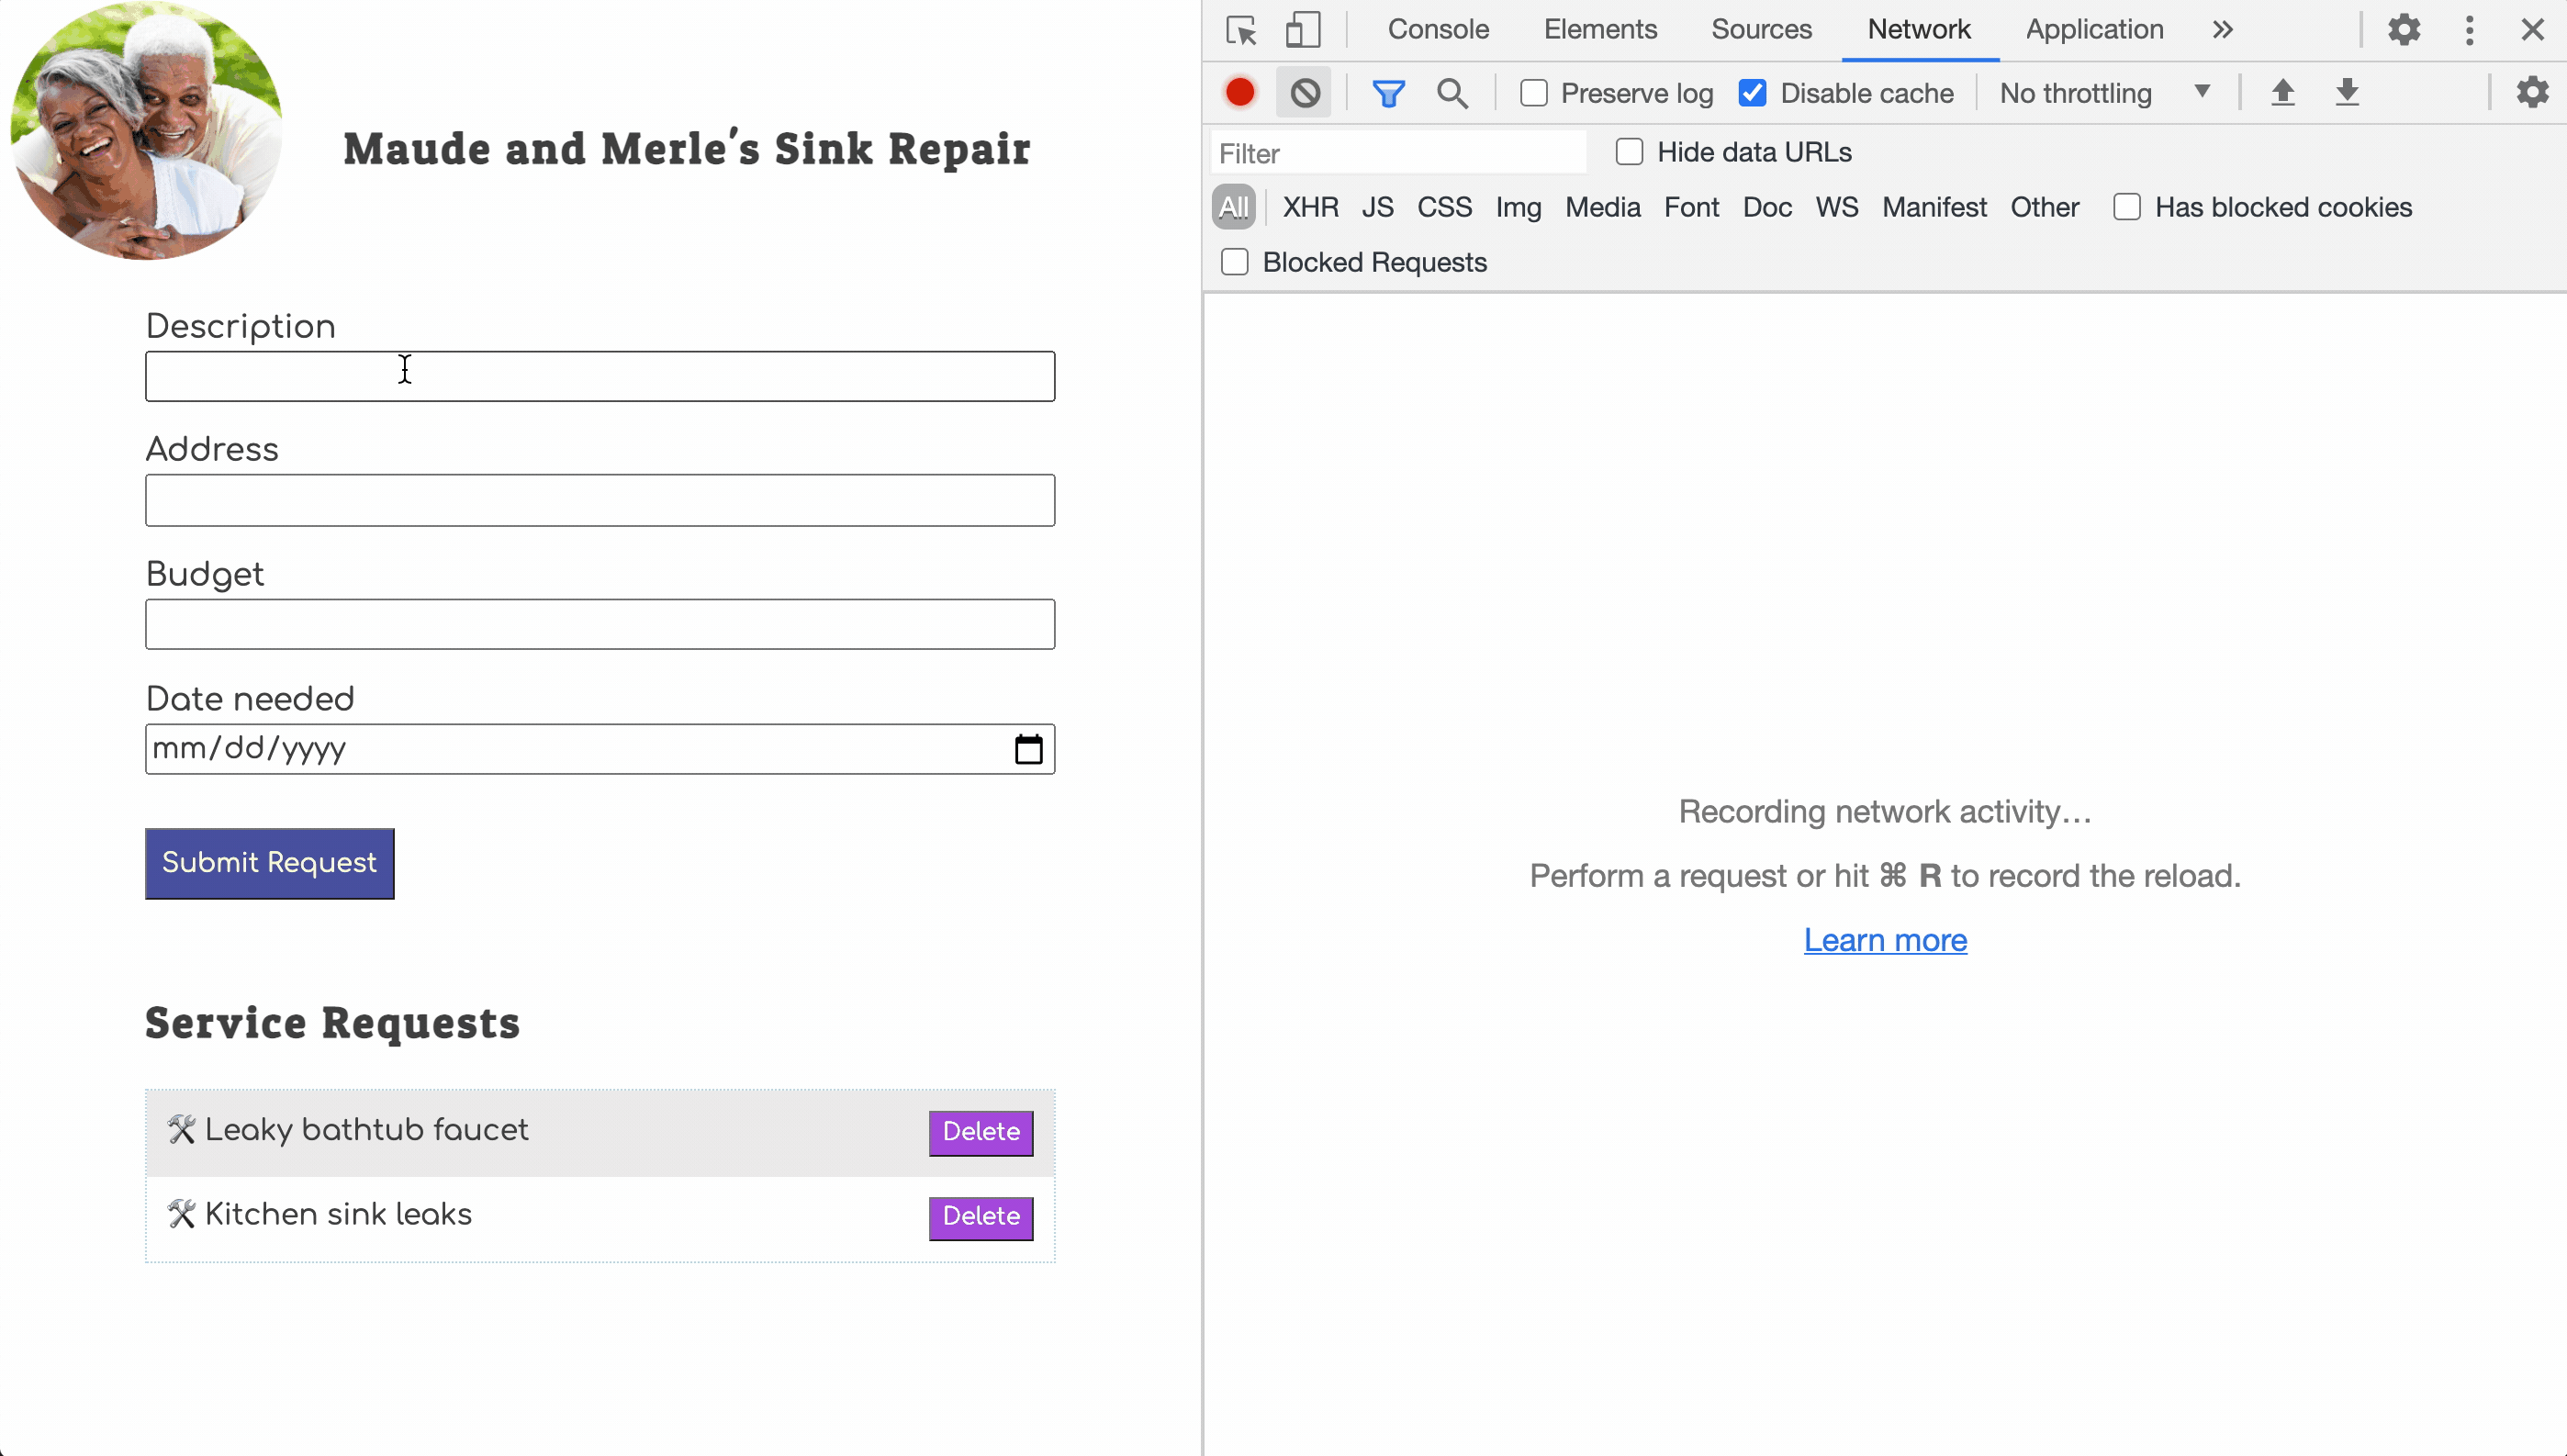 Maude and Merle's Sink Repair
Description
Address
Budget
Date needed
mm/dd/yyyy
Submit Request
Service Requests
🛠 Leaky bathtub faucet Delete
🛠 Kitchen sink leaks Delete
Console Elements Sources Network Application »
Preserve log Disable cache No throttling
Filter Hide data URLs
All XHR JS CSS Img Media Font Doc WS Manifest Other Has blocked cookies
Blocked Requests
Recording network activity…
Perform a request or hit ⌘ R to record the reload.
Learn more